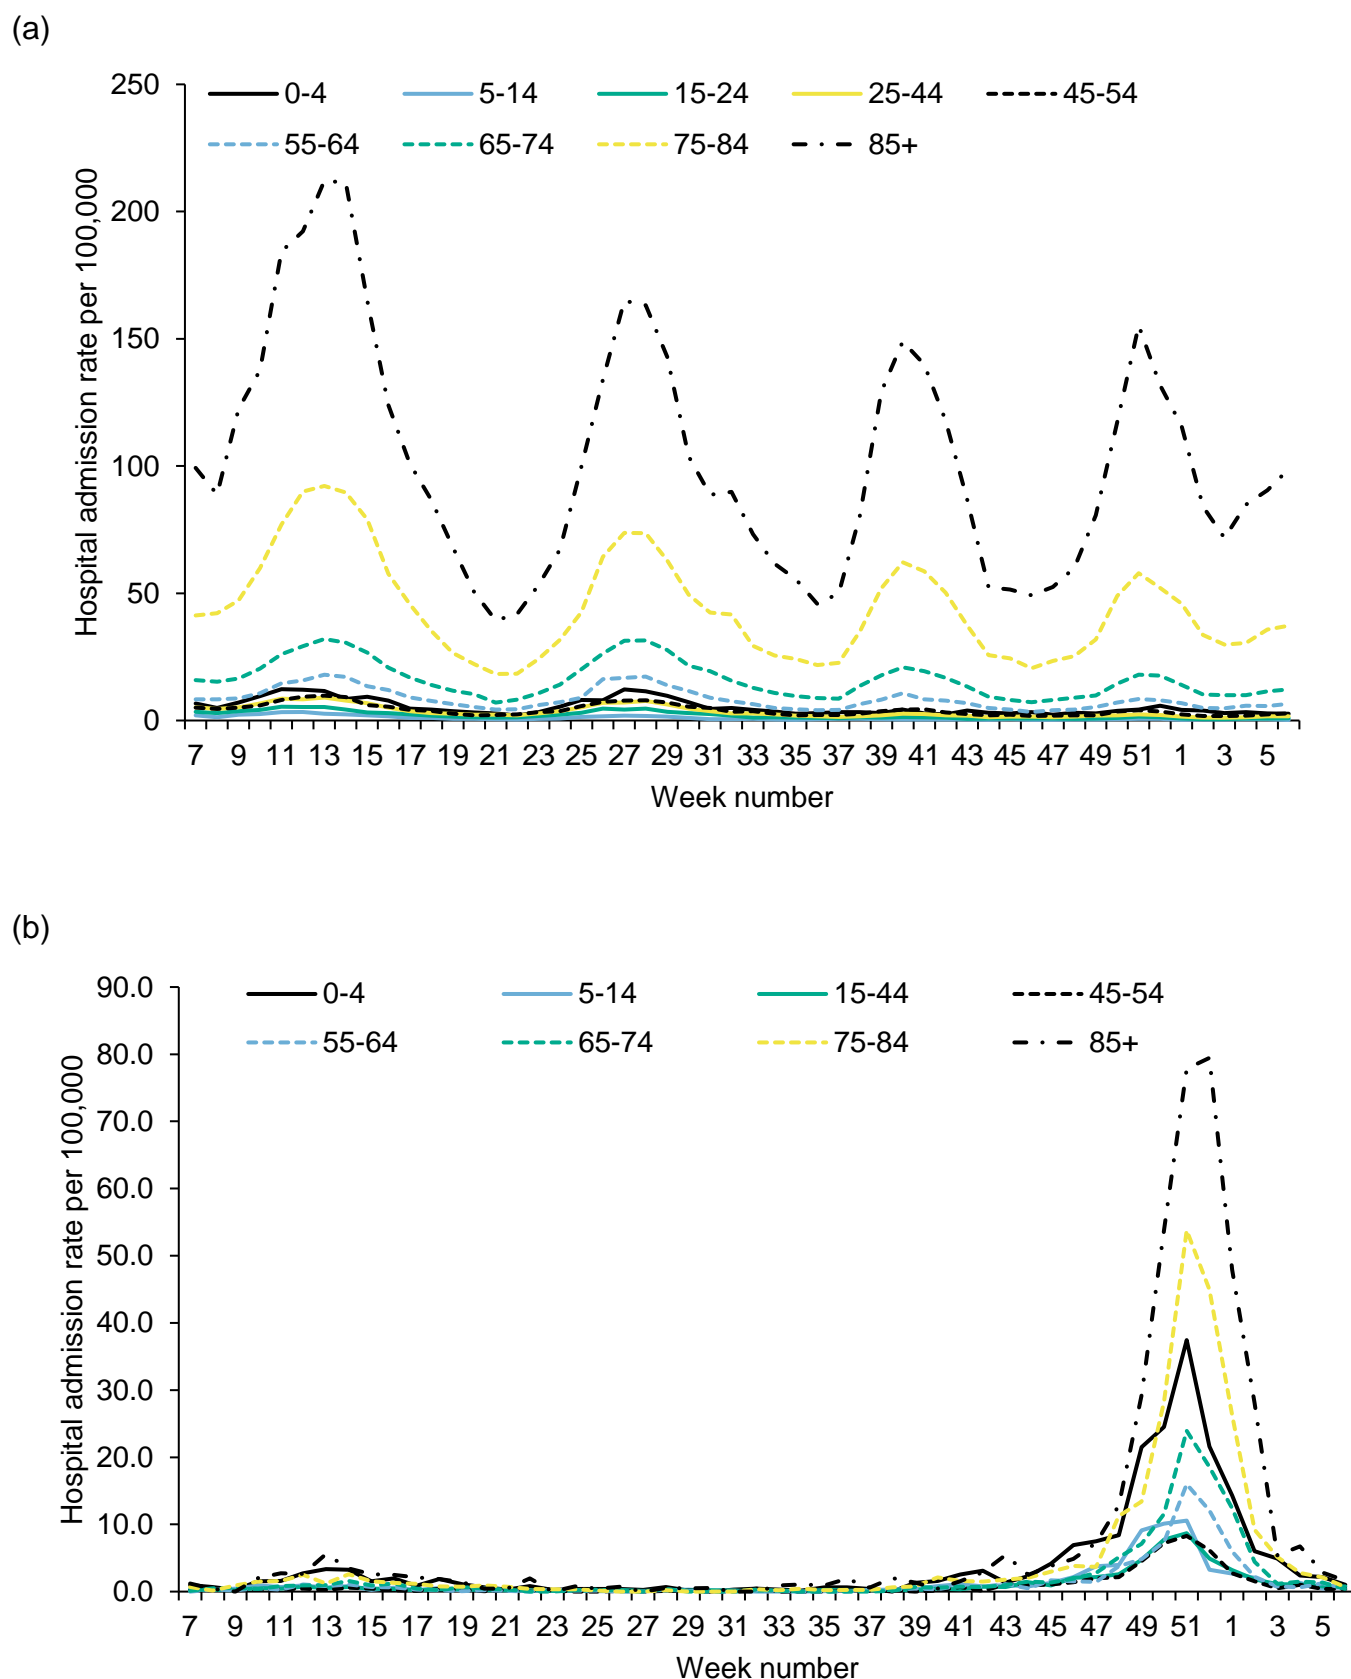 (a)
250
200
150
100
50
0
Hospital admission rate per 100,000
0-4 5-14 15-24 25-44 45-54
55-64 65-74 75-84 85+
7 9 11 13 15 17 19 21 23 25 27 29 31 33 35 37 39 41 43 45 47 49 51 1 3 5
Week number
(b)
90.0
80.0
70.0
60.0
50.0
40.0
30.0
20.0
10.0
0.0
Hospital admission rate per 100,000
0-4 5-14 15-44 45-54
55-64 65-74 75-84 85+
7 9 11 13 15 17 19 21 23 25 27 29 31 33 35 37 39 41 43 45 47 49 51 1 3 5
Week number